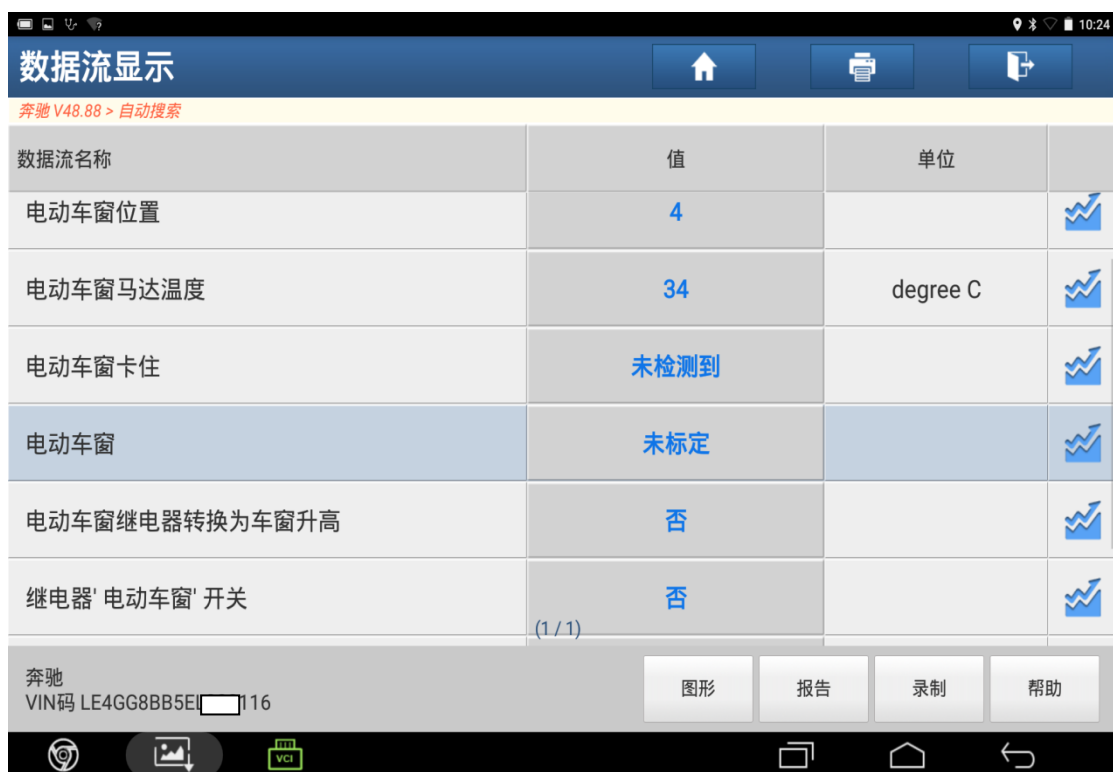 10:24
数据流显示
奔驰 V48.88 > 自动搜索
数据流名称 值 单位
电动车窗位置 4
电动车窗马达温度 34 degree C
电动车窗卡住 未检测到
电动车窗 未标定
电动车窗继电器转换为车窗升高 否
继电器' 电动车窗' 开关 否
(1 / 1)
奔驰
VIN码 LE4GG8BB5EL 116
图形 报告 录制 帮助
VCI